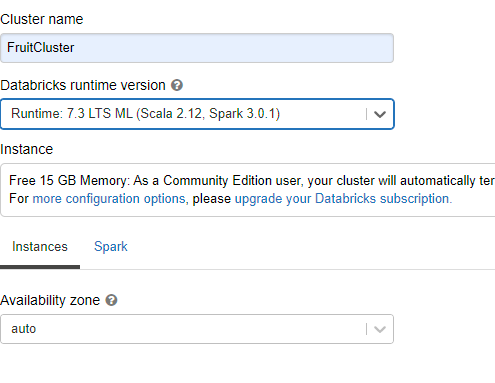 Cluster name
FruitCluster
Databricks runtime version
Runtime: 7.3 LTS ML (Scala 2.12, Spark 3.0.1)
Instance
Free 15 GB Memory: As a Community Edition user, your cluster will automatically ter
For more configuration options, please upgrade your Databricks subscription.
Instances Spark
Availability zone
auto